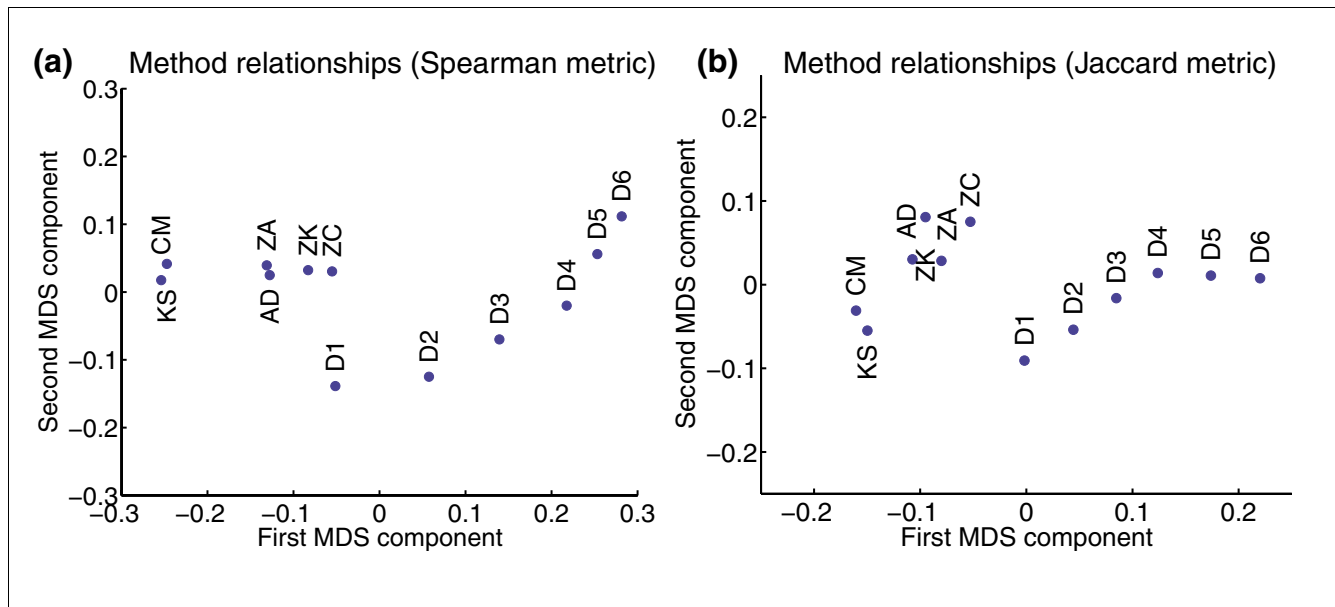 (a) Method relationships (Spearman metric)
0.3
0.2
0.1
0
−0.1
−0.2
−0.3
Second MDS component
CM
KS
ZA
AD
ZK
ZC
D1
D2
D3
D4
D5
D6
−0.3 −0.2 −0.1 0 0.1 0.2 0.3
First MDS component
(b) Method relationships (Jaccard metric)
0.2
0.1
0
−0.1
−0.2
Second MDS component
CM
KS
AD
ZK
ZA
ZC
D1
D2
D3
D4
D5
D6
−0.2 −0.1 0 0.1 0.2
First MDS component